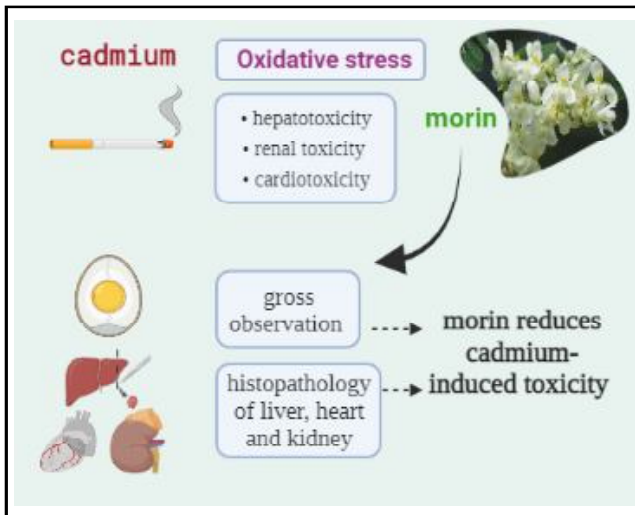 cadmium
Oxidative stress
• hepatotoxicity
• renal toxicity
• cardiotoxicity
morin
gross
observation
morin reduces
cadmium-
induced toxicity
histopathology
of liver, heart
and kidney